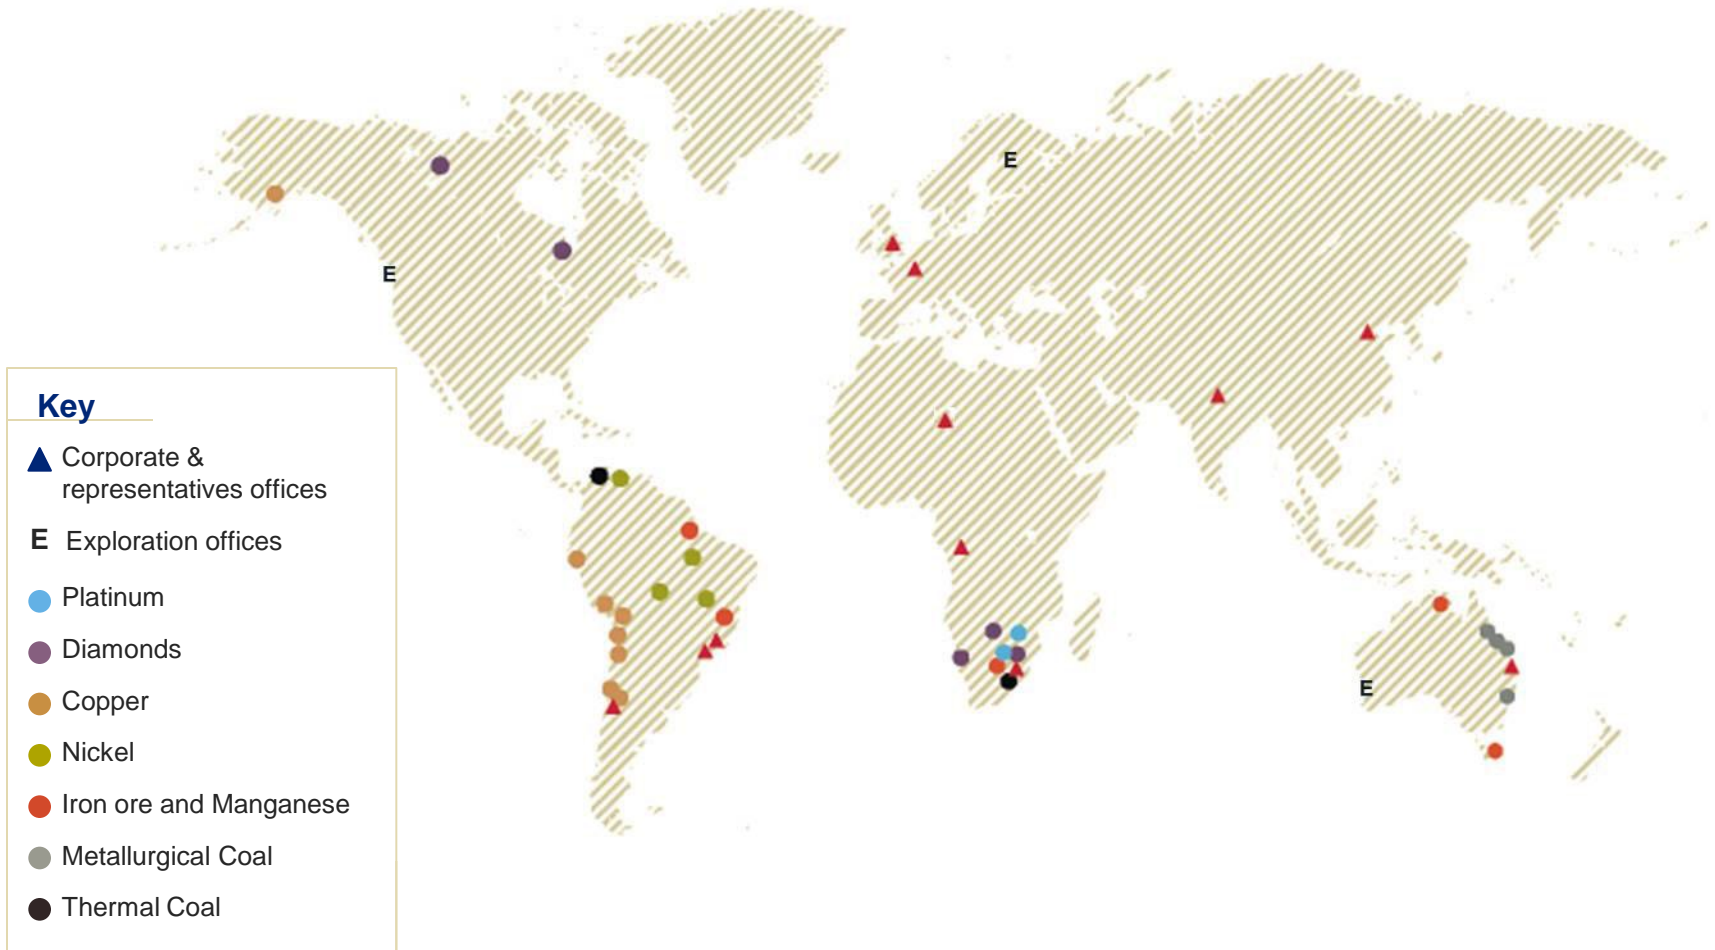 E
E
Key
Corporate &
representatives offices
E Exploration offices
Platinum
Diamonds
Copper
Nickel
Iron ore and Manganese
Metallurgical Coal
Thermal Coal
E